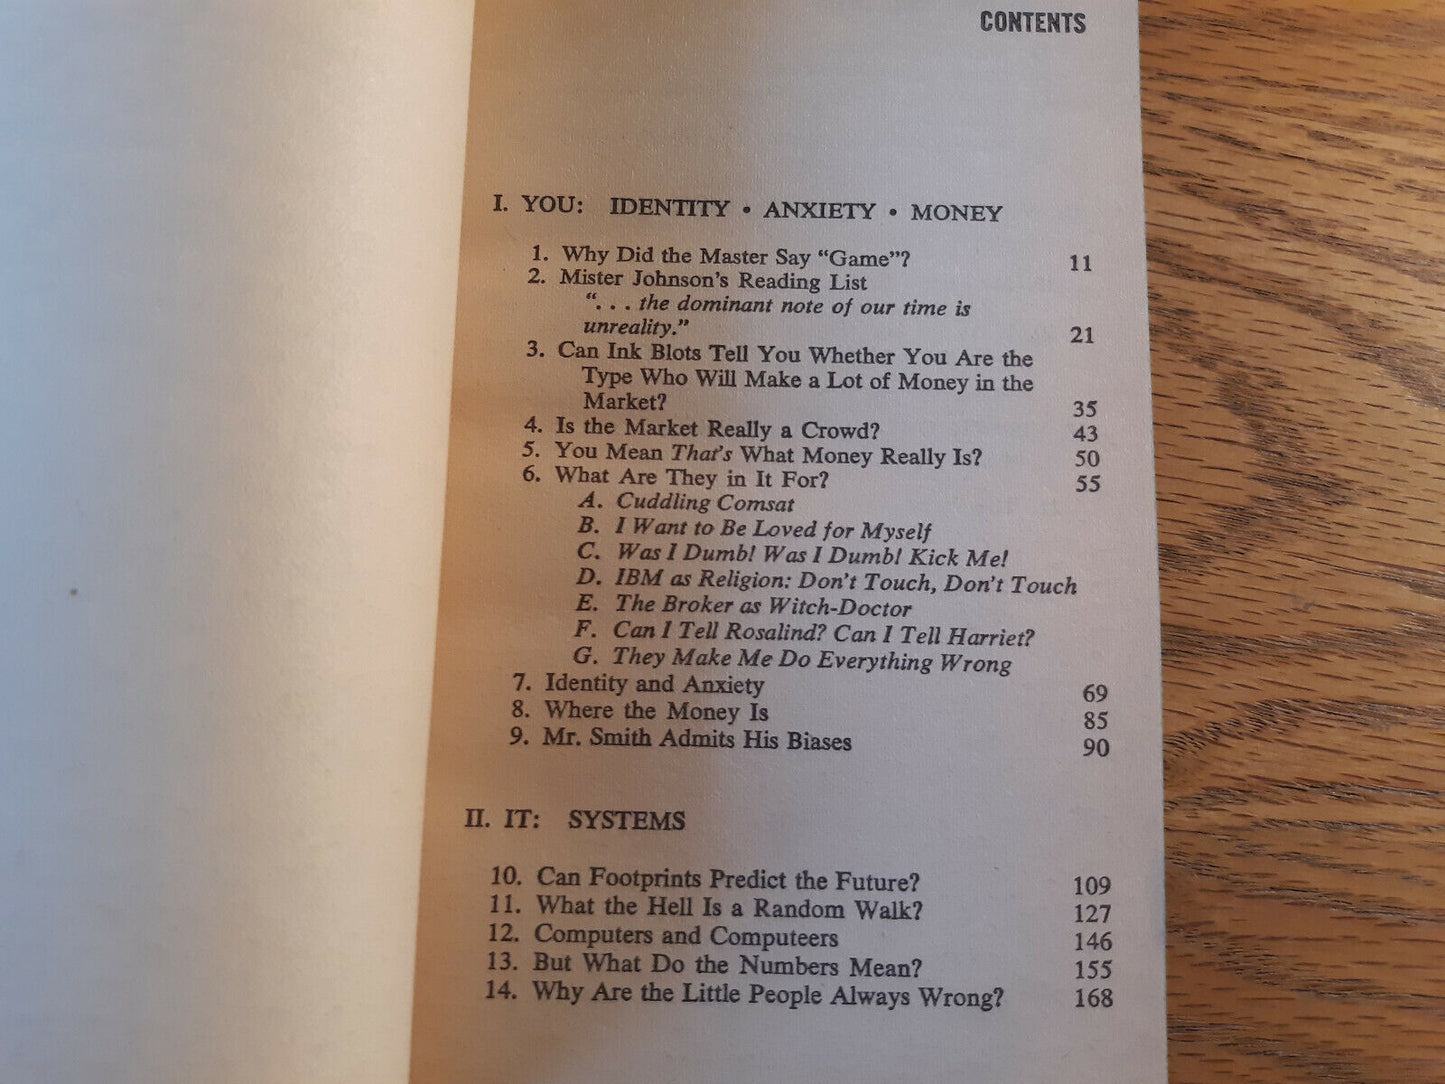 CONTENTS
I. YOU: IDENTITY • ANXIETY • MONEY
1. Why Did the Master Say “Game”? 11
2. Mister Johnson’s Reading List
“. . . the dominant note of our time is
unreality.” 21
3. Can Ink Blots Tell You Whether You Are the
Type Who Will Make a Lot of Money in the
Market? 35
4. Is the Market Really a Crowd? 43
5. You Mean That’s What Money Really Is? 50
6. What Are They in It For? 55
A. Cuddling Comsat
B. I Want to Be Loved for Myself
C. Was I Dumb! Was I Dumb! Kick Me!
D. IBM as Religion: Don’t Touch, Don’t Touch
E. The Broker as Witch-Doctor
F. Can I Tell Rosalind? Can I Tell Harriet?
G. They Make Me Do Everything Wrong
7. Identity and Anxiety 69
8. Where the Money Is 85
9. Mr. Smith Admits His Biases 90
II. IT: SYSTEMS
10. Can Footprints Predict the Future? 109
11. What the Hell Is a Random Walk? 127
12. Computers and Computeers 146
13. But What Do the Numbers Mean? 155
14. Why Are the Little People Always Wrong? 168